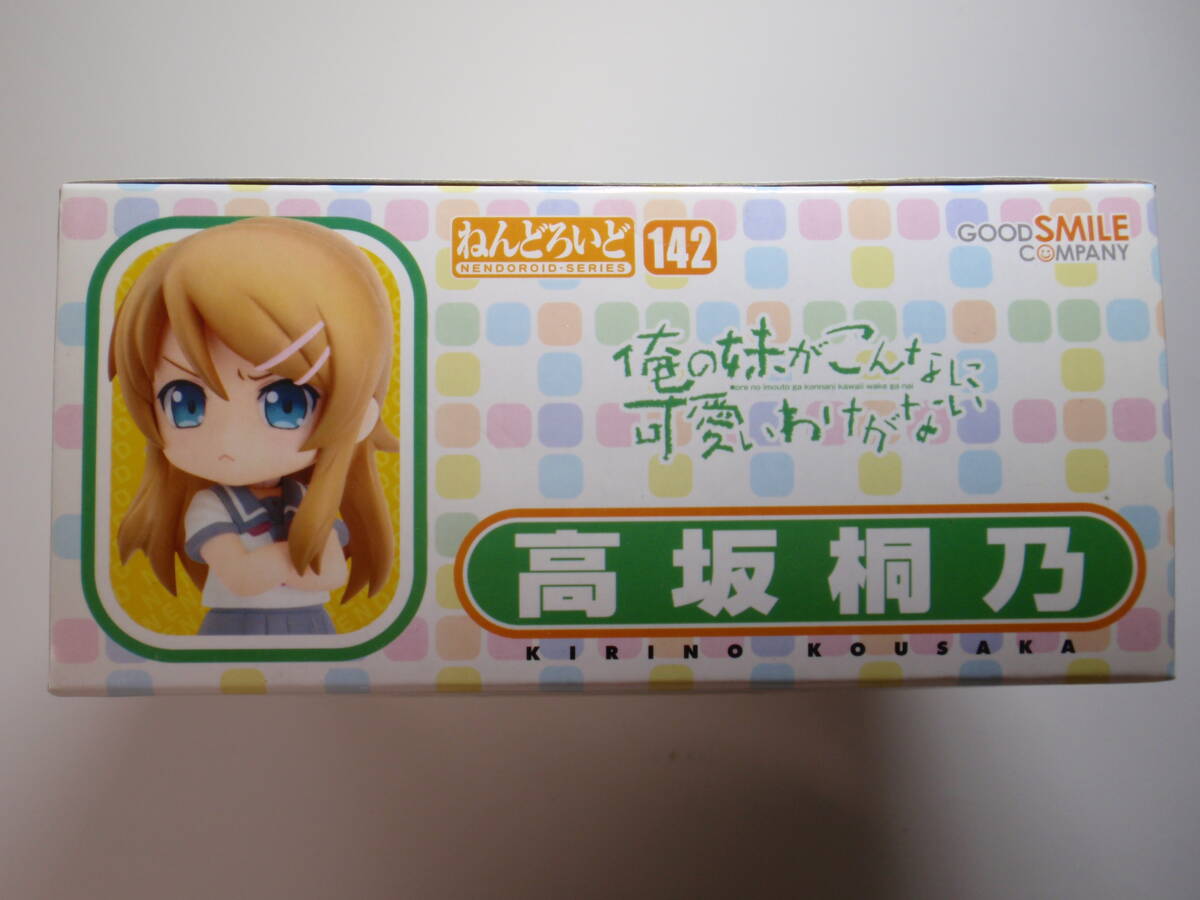 ねんどろいど
NENDOROID·SERIES
142
GOOD SMILE
COMPANY
俺の妹がこんなに
ore no imouto ga konnani kawaii wake ga nai
可愛いわけがない
高坂桐乃
KIRINO KOUSAKA